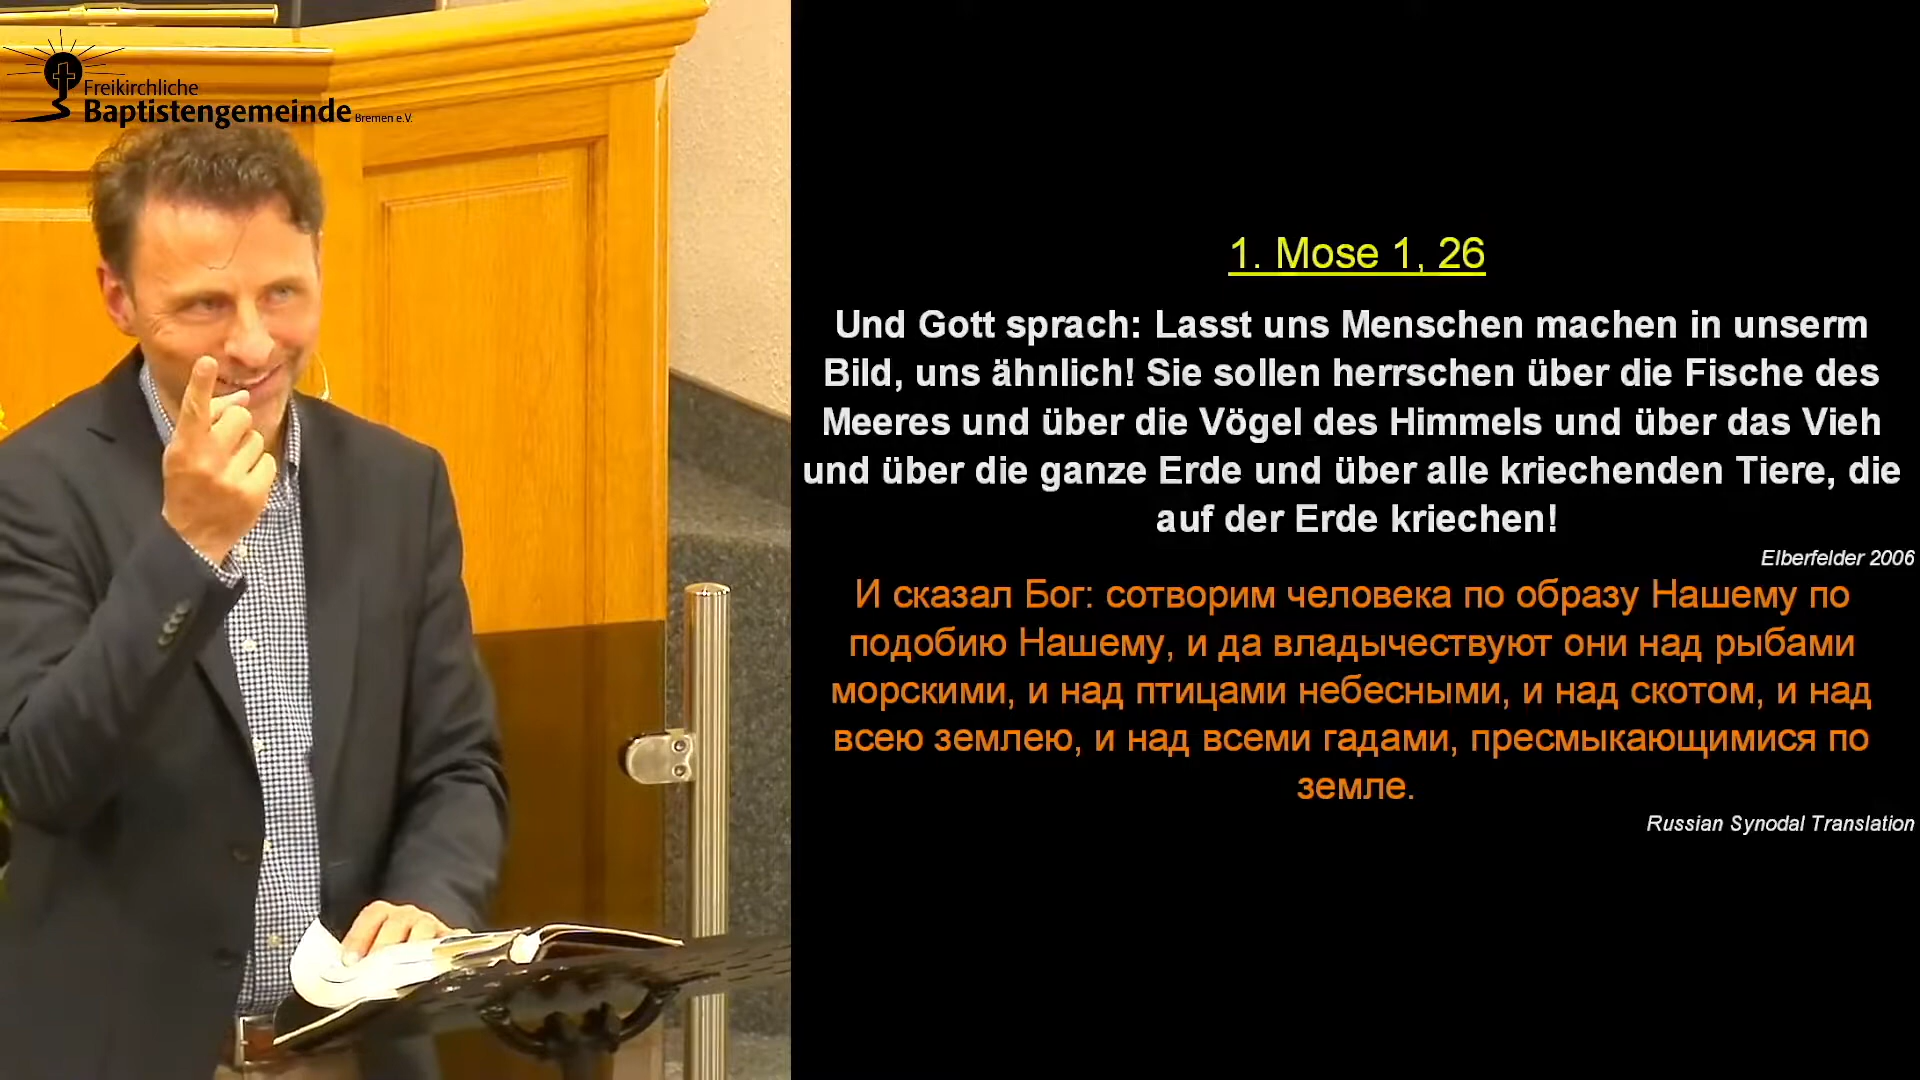 Freikirchliche
Baptistengemeinde Bremen e.V.
1. Mose 1, 26
Und Gott sprach: Lasst uns Menschen machen in unserm
Bild, uns ähnlich! Sie sollen herrschen über die Fische des
Meeres und über die Vögel des Himmels und über das Vieh
und über die ganze Erde und über alle kriechenden Tiere, die
auf der Erde kriechen!
Elberfelder 2006
И сказал Бог: сотворим человека по образу Нашему по
подобию Нашему, и да владычествуют они над рыбами
морскими, и над птицами небесными, и над скотом, и над
всею землею, и над всеми гадами, пресмыкающимися по
земле.
Russian Synodal Translation